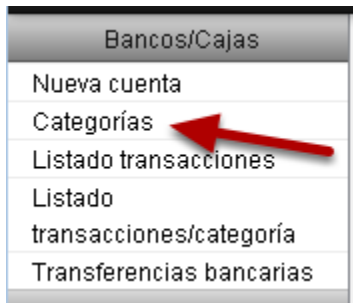 Bancos/Cajas
Nueva cuenta
Categorías
Listado transacciones
Listado
transacciones/categoría
Transferencias bancarias